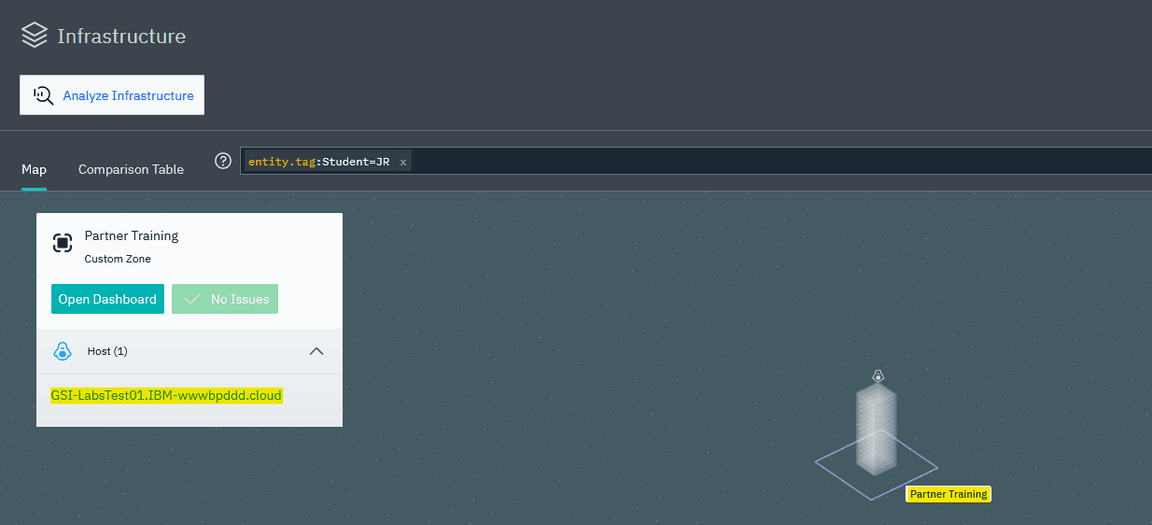 Infrastructure
Analyze Infrastructure
Map
Comparison Table
?
entity.tag:Student=JR x
Partner Training
Custom Zone
Open Dashboard
No Issues
Host (1)
GSI-LabsTest01.IBM-wwwbpddd.cloud
Partner Training